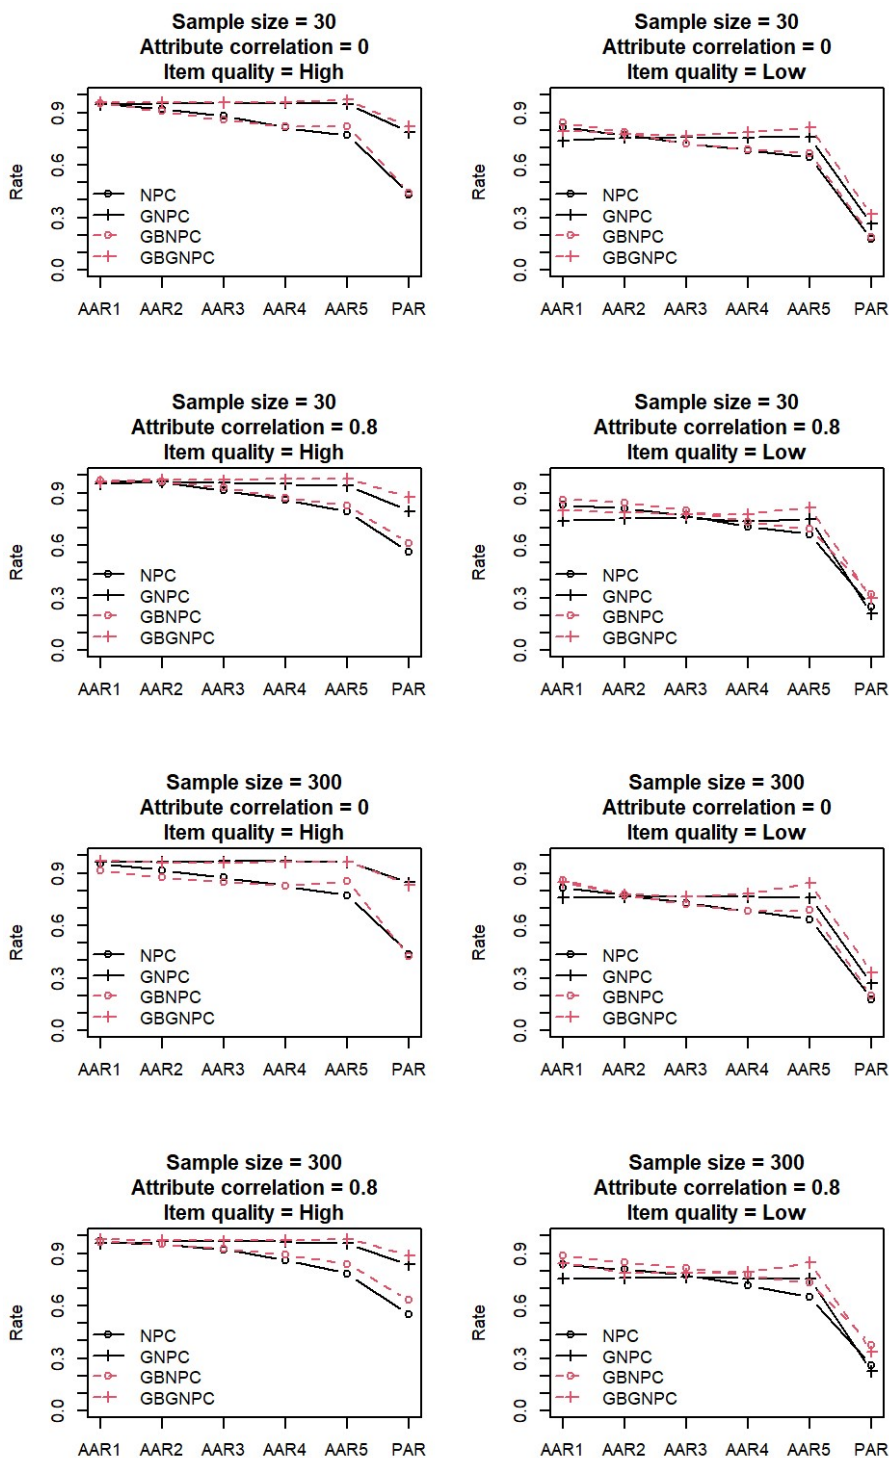 Sample size = 30
Attribute correlation = 0
Item quality = High
Rate
0.9
0.6
0.3
0.0
NPC
GNPC
GBNPC
GBGNPC
AAR1 AAR2 AAR3 AAR4 AAR5 PAR
Sample size = 30
Attribute correlation = 0
Item quality = Low
Rate
0.9
0.6
0.3
0.0
NPC
GNPC
GBNPC
GBGNPC
AAR1 AAR2 AAR3 AAR4 AAR5 PAR
Sample size = 30
Attribute correlation = 0.8
Item quality = High
Rate
0.9
0.6
0.3
0.0
NPC
GNPC
GBNPC
GBGNPC
AAR1 AAR2 AAR3 AAR4 AAR5 PAR
Sample size = 30
Attribute correlation = 0.8
Item quality = Low
Rate
0.9
0.6
0.3
0.0
NPC
GNPC
GBNPC
GBGNPC
AAR1 AAR2 AAR3 AAR4 AAR5 PAR
Sample size = 300
Attribute correlation = 0
Item quality = High
Rate
0.9
0.6
0.3
0.0
NPC
GNPC
GBNPC
GBGNPC
AAR1 AAR2 AAR3 AAR4 AAR5 PAR
Sample size = 300
Attribute correlation = 0
Item quality = Low
Rate
0.9
0.6
0.3
0.0
NPC
GNPC
GBNPC
GBGNPC
AAR1 AAR2 AAR3 AAR4 AAR5 PAR
Sample size = 300
Attribute correlation = 0.8
Item quality = High
Rate
0.9
0.6
0.3
0.0
NPC
GNPC
GBNPC
GBGNPC
AAR1 AAR2 AAR3 AAR4 AAR5 PAR
Sample size = 300
Attribute correlation = 0.8
Item quality = Low
Rate
0.9
0.6
0.3
0.0
NPC
GNPC
GBNPC
GBGNPC
AAR1 AAR2 AAR3 AAR4 AAR5 PAR